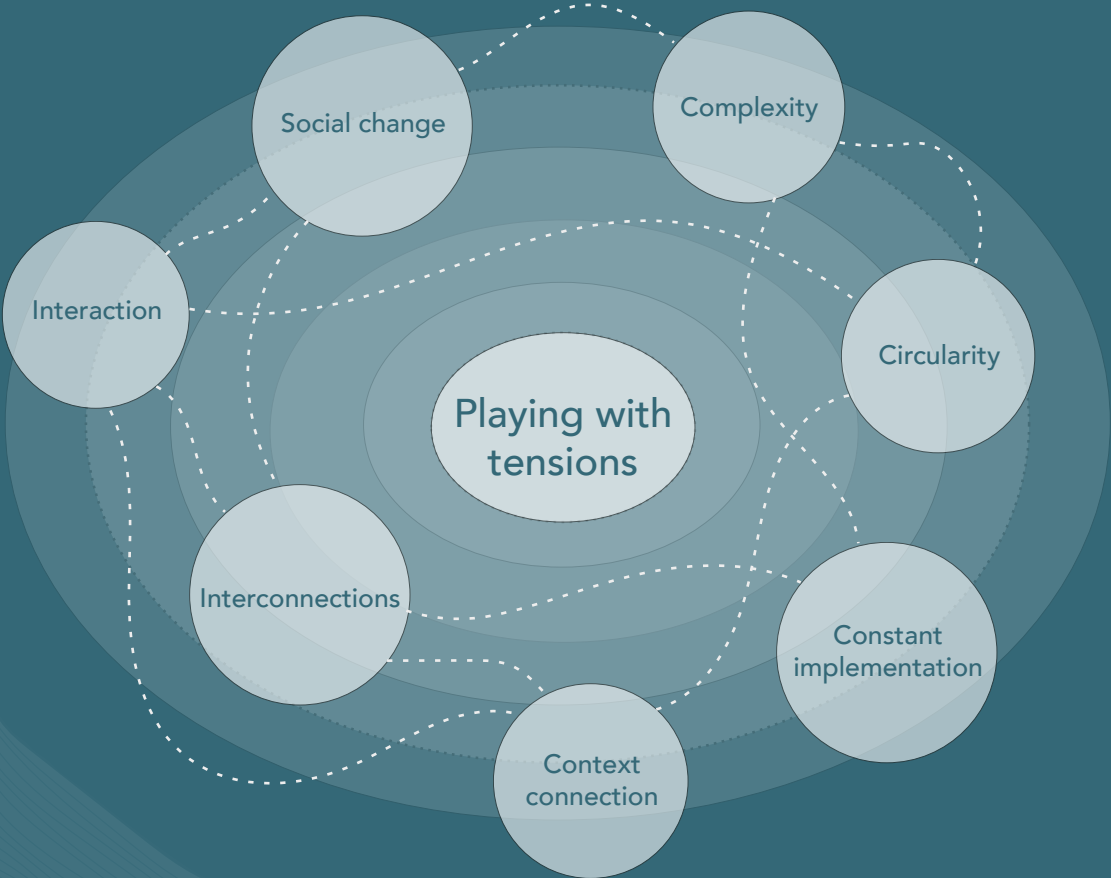 Social change
Complexity
Interaction
Circularity
Playing with
tensions
Interconnections
Constant
implementation
Context
connection